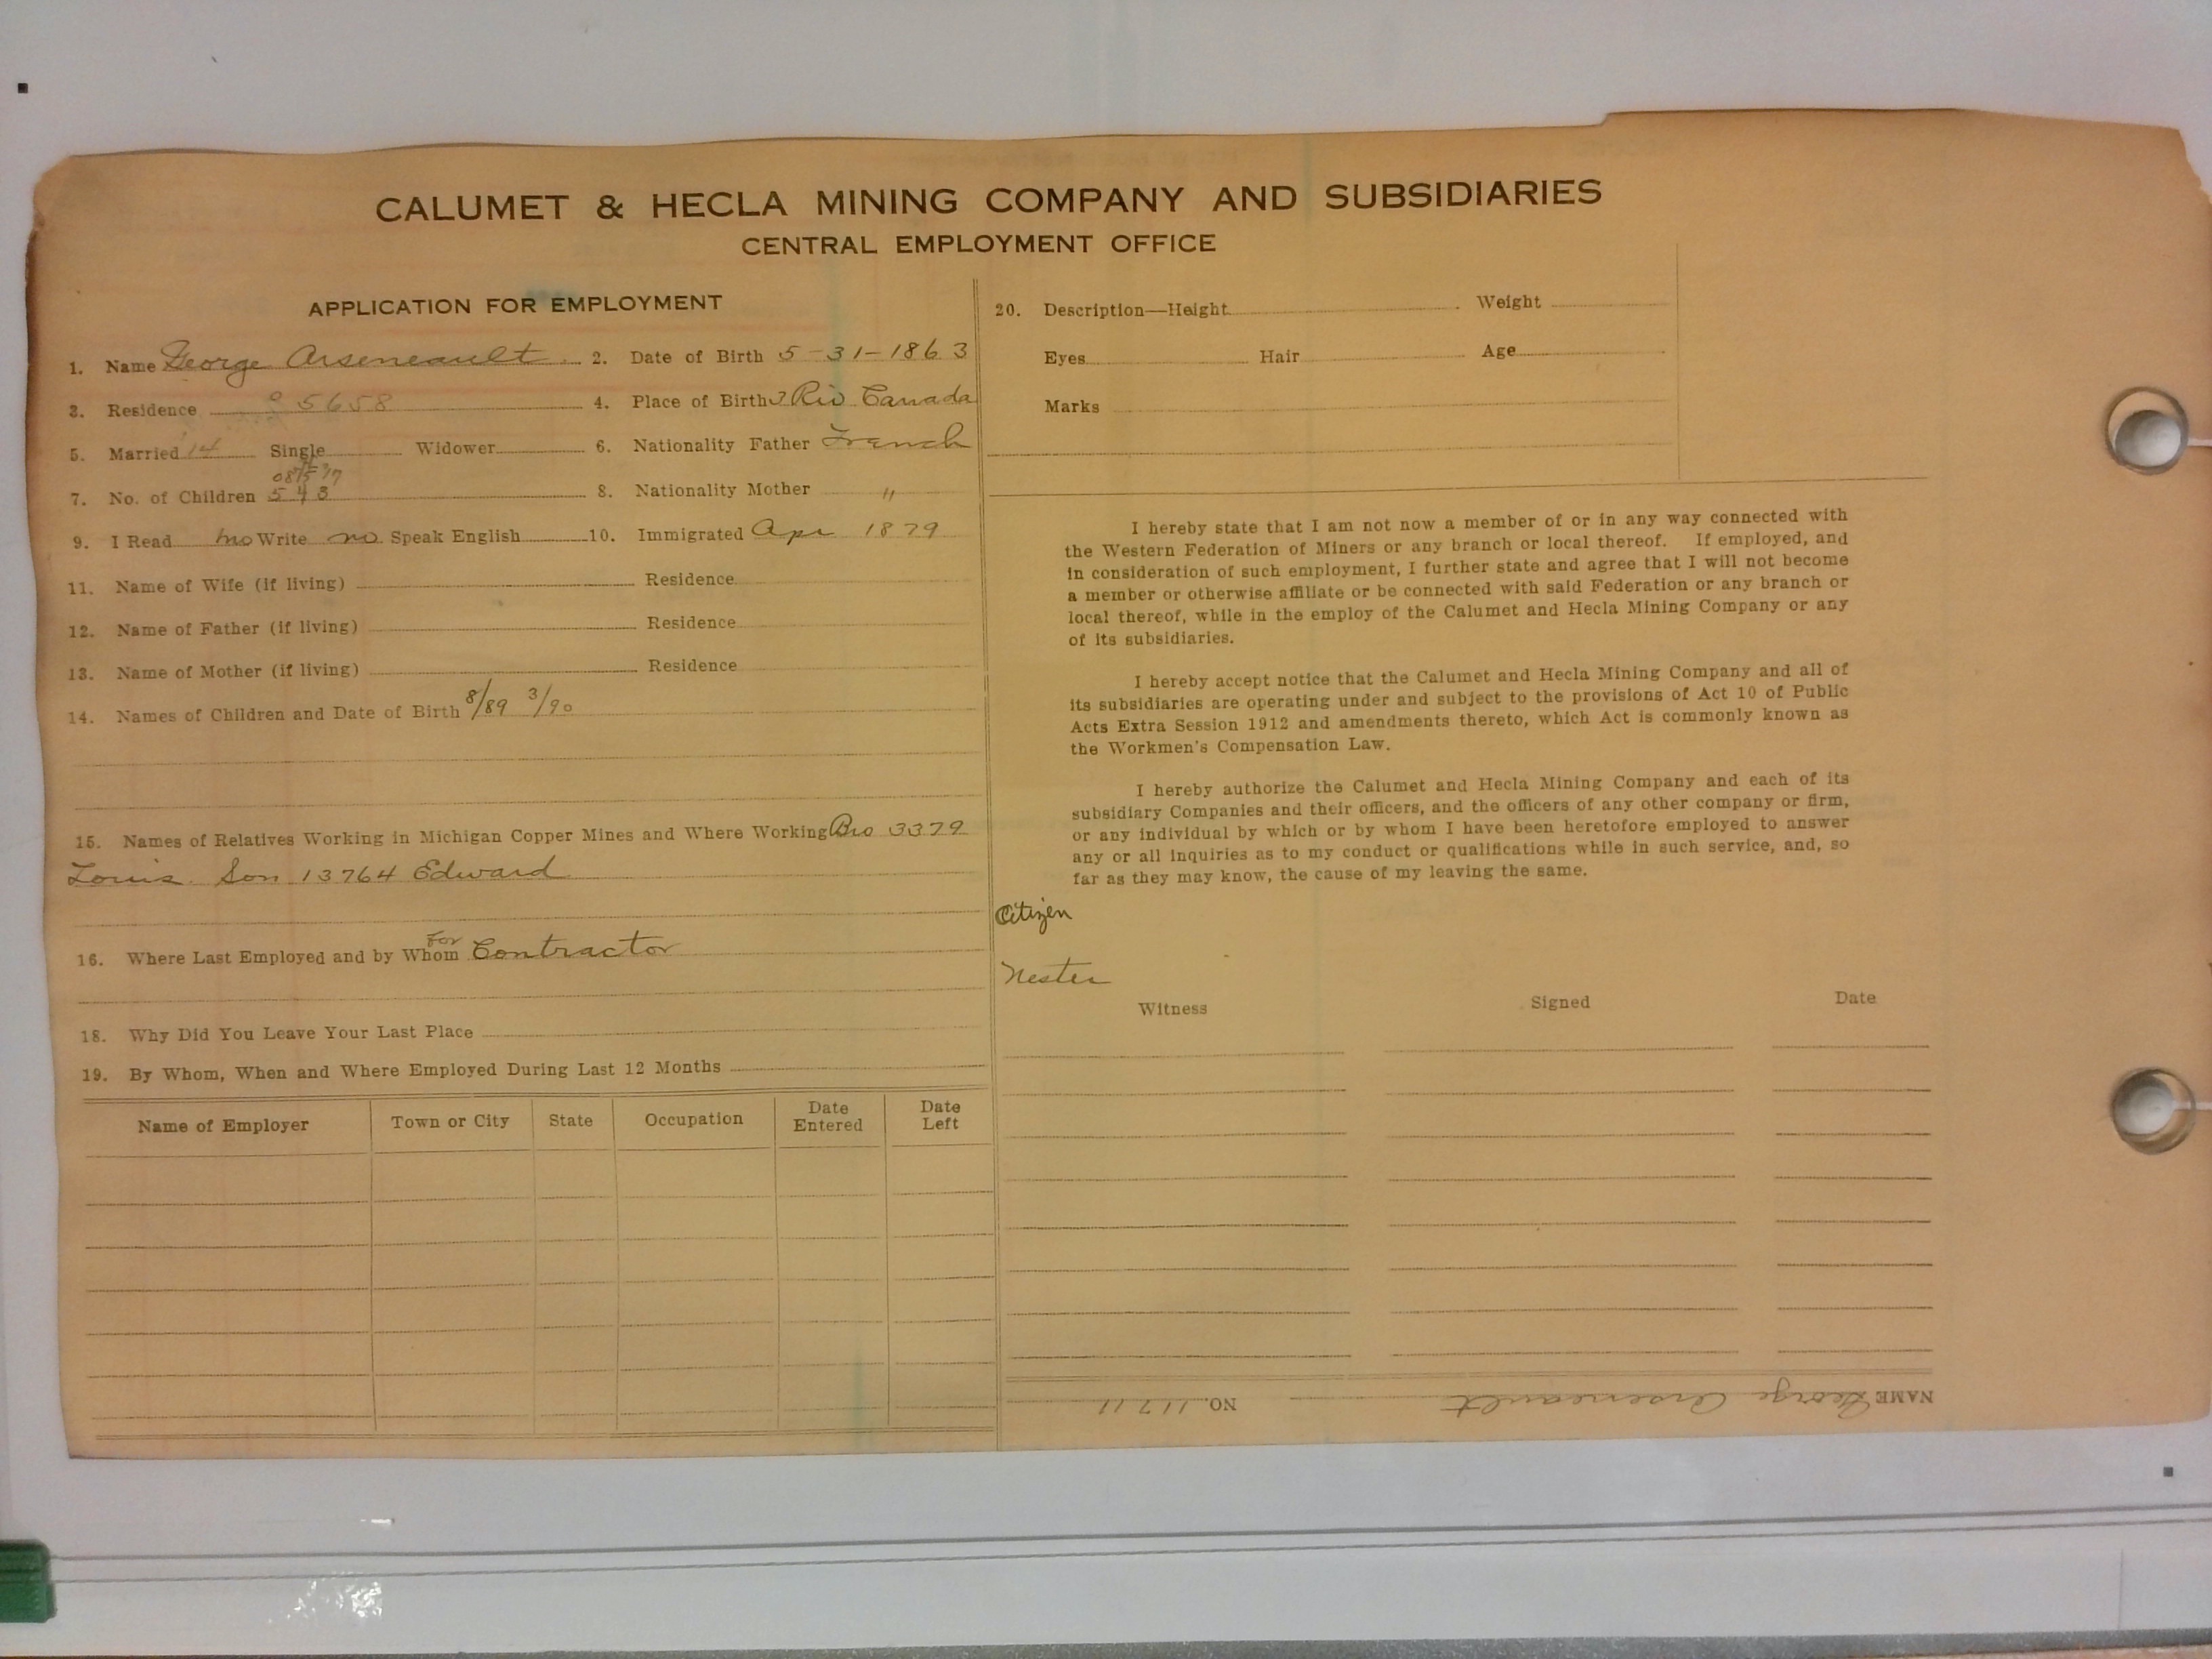 CALUMET & HECLA MINING COMPANY AND SUBSIDIARIES
CENTRAL EMPLOYMENT OFFICE
APPLICATION FOR EMPLOYMENT
1. Name George Arseneault 2. Date of Birth 5-31-1863
3. Residence 5658 4. Place of Birth 3 Riv Canada
5. Married 14 Single Widower 6. Nationality Father French
7. No. of Children 5 4 3 8. Nationality Mother "
9. I Read no Write no Speak English 10. Immigrated Apr 1879
11. Name of Wife (if living) Residence
12. Name of Father (if living) Residence
13. Name of Mother (if living) Residence
14. Names of Children and Date of Birth 8/89 3/90
15. Names of Relatives Working in Michigan Copper Mines and Where Working Bro 3379
Louis. Son 13764 Edward
for
16. Where Last Employed and by Whom Contractor
18. Why Did You Leave Your Last Place
19. By Whom, When and Where Employed During Last 12 Months
Name of Employer Town or City State Occupation Date Entered Date Left
20. Description—Height Weight
Eyes Hair Age
Marks
I hereby state that I am not now a member of or in any way connected with
the Western Federation of Miners or any branch or local thereof. If employed, and
in consideration of such employment, I further state and agree that I will not become
a member or otherwise affiliate or be connected with said Federation or any branch or
local thereof, while in the employ of the Calumet and Hecla Mining Company or any
of its subsidiaries.
I hereby accept notice that the Calumet and Hecla Mining Company and all of
its subsidiaries are operating under and subject to the provisions of Act 10 of Public
Acts Extra Session 1912 and amendments thereto, which Act is commonly known as
the Workmen's Compensation Law.
I hereby authorize the Calumet and Hecla Mining Company and each of its
subsidiary Companies and their officers, and the officers of any other company or firm,
or any individual by which or by whom I have been heretofore employed to answer
any or all inquiries as to my conduct or qualifications while in such service, and, so
far as they may know, the cause of my leaving the same.
Citizen
Nester
Witness Signed Date
NAME George Arseneault NO. 11711